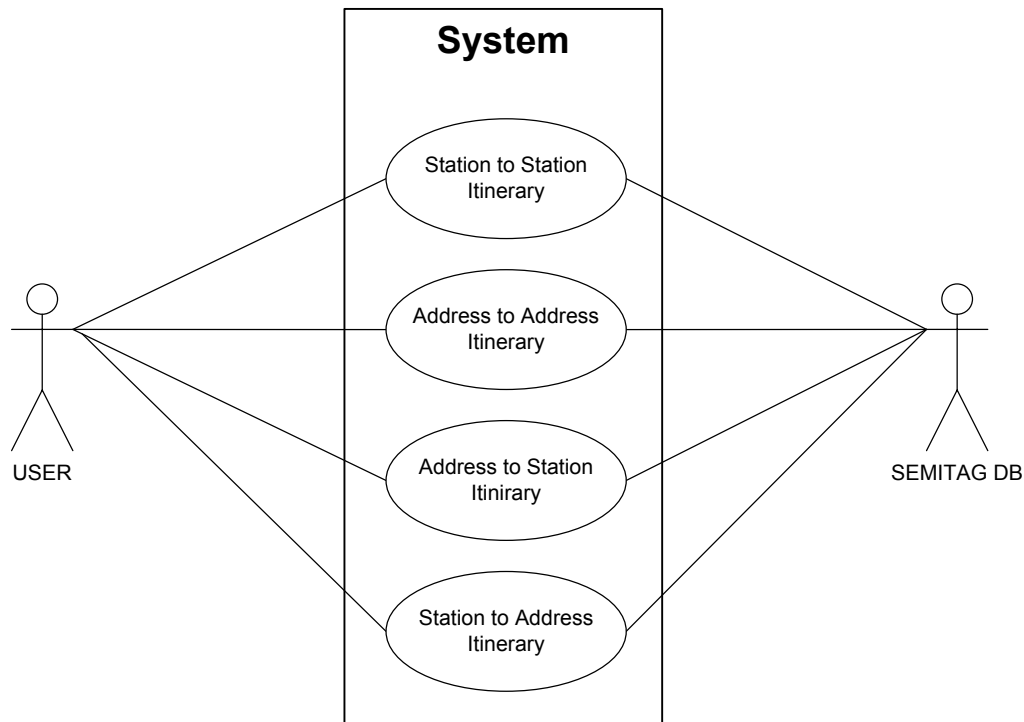 System
Station to Station
Itinerary
Address to Address
Itinerary
Address to Station
Itinirary
Station to Address
Itinerary
USER
SEMITAG DB